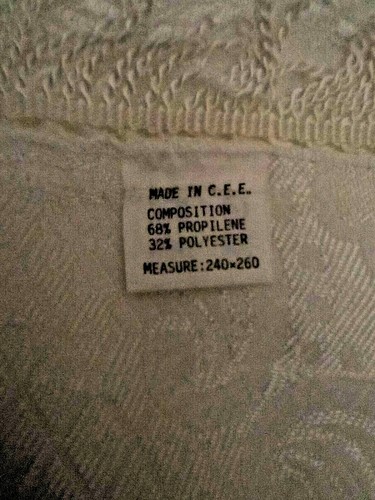 MADE IN C.E.E.
COMPOSITION
68% PROPILENE
32% POLYESTER
MEASURE:240×260